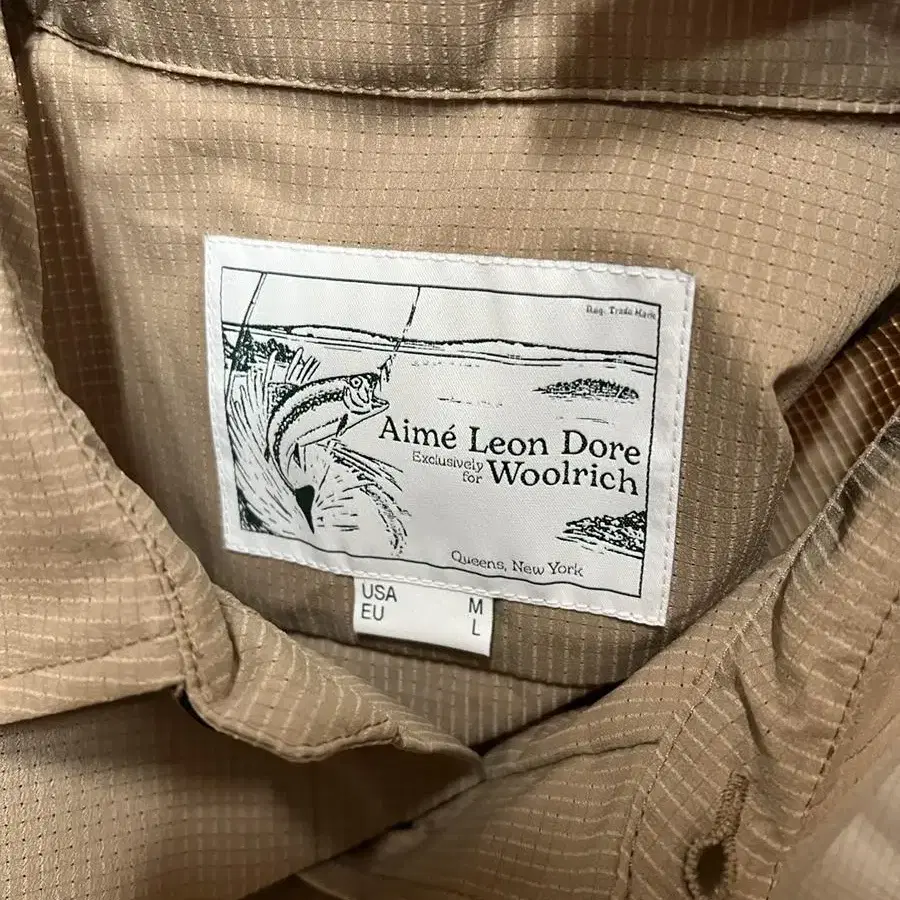 Reg. Trade Mark
Aimé Leon Dore
Exclusively
for Woolrich
Queens, New York
USA M
EU L